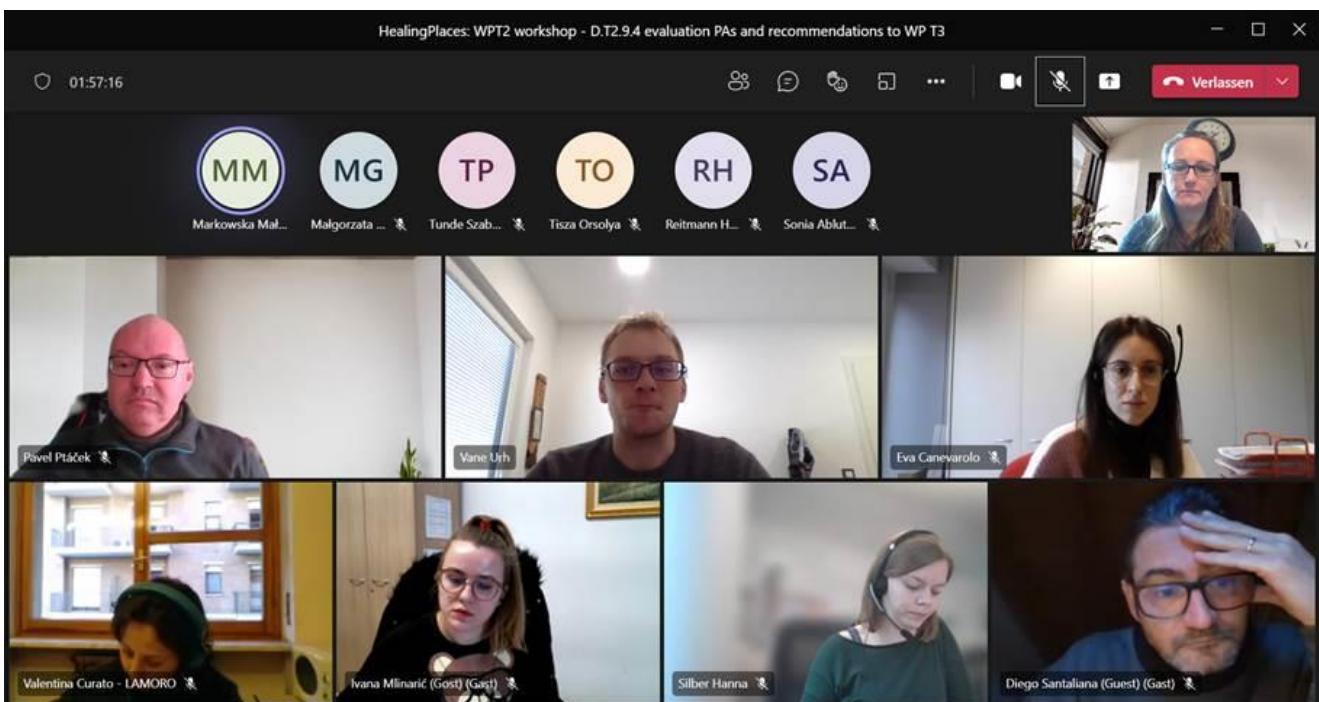 HealingPlaces: WPT2 workshop - D.T2.9.4 evaluation PAs and recommendations to WP T3
01:57:16
Verlassen
MM
MG
TP
TO
RH
SA
Markowska Mał...
Małgorzata ...
Tunde Szab...
Tisza Orsolya
Reitmann H...
Sonia Ablut...
Pavel Ptáček
Vane Urh
Eva Canevarolo
Valentina Curato - LAMORO
Ivana Mlinarić (Gost) (Gast)
Silber Hanna
Diego Santaliana (Guest) (Gast)